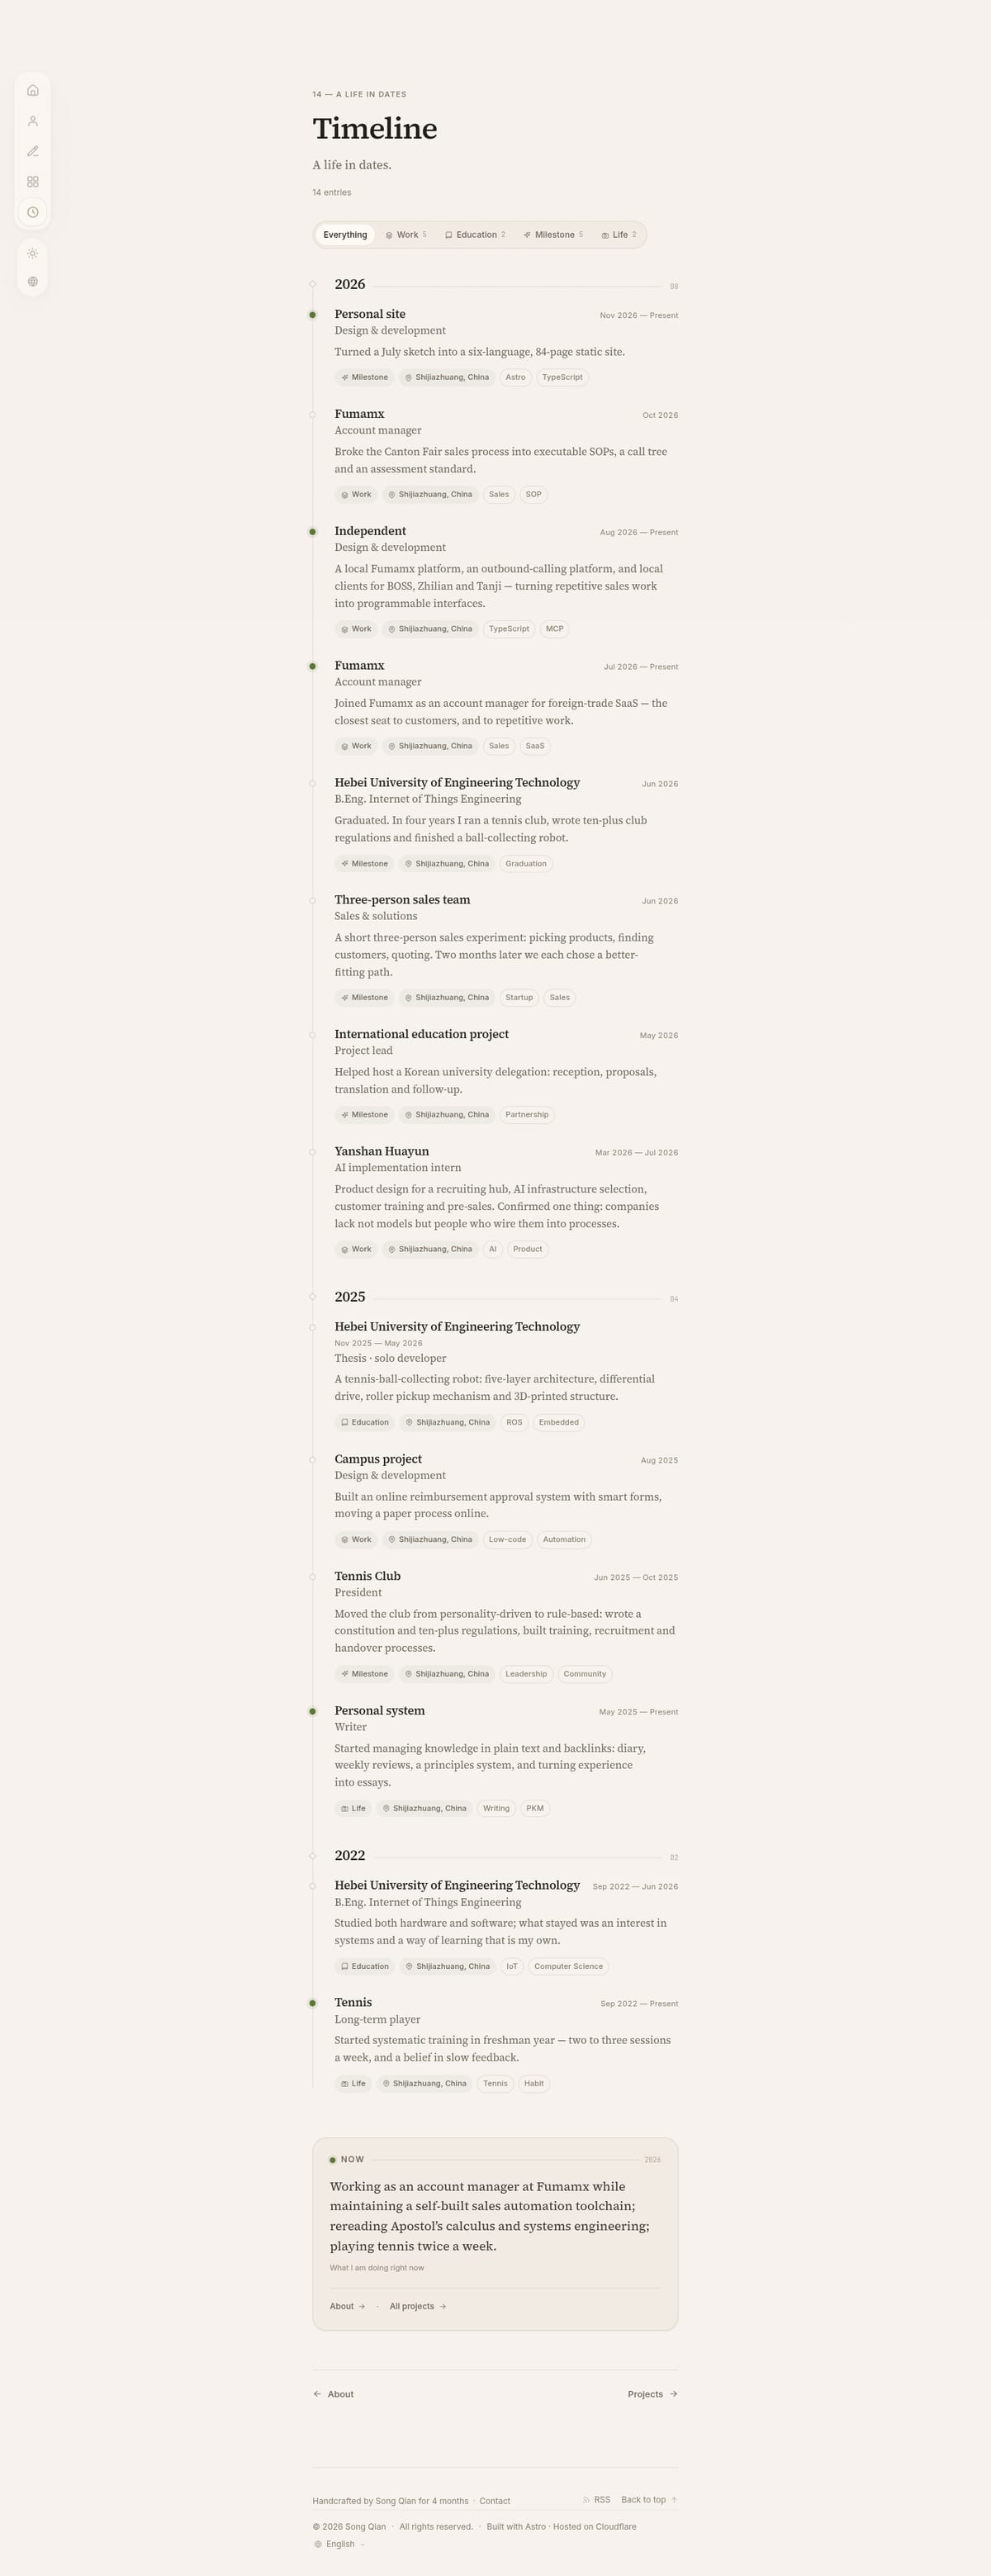 14 — A LIFE IN DATES
Timeline
A life in dates.
14 entries
Everything Work 5 Education 2 Milestone 5 Life 2
2026 08
Personal site Nov 2026 — Present
Design & development
Turned a July sketch into a six-language, 84-page static site.
Milestone Shijiazhuang, China Astro TypeScript
Fumamx Oct 2026
Account manager
Broke the Canton Fair sales process into executable SOPs, a call tree
and an assessment standard.
Work Shijiazhuang, China Sales SOP
Independent Aug 2026 — Present
Design & development
A local Fumamx platform, an outbound-calling platform, and local
clients for BOSS, Zhilian and Tanji — turning repetitive sales work
into programmable interfaces.
Work Shijiazhuang, China TypeScript MCP
Fumamx Jul 2026 — Present
Account manager
Joined Fumamx as an account manager for foreign-trade SaaS — the
closest seat to customers, and to repetitive work.
Work Shijiazhuang, China Sales SaaS
Hebei University of Engineering Technology Jun 2026
B.Eng. Internet of Things Engineering
Graduated. In four years I ran a tennis club, wrote ten-plus club
regulations and finished a ball-collecting robot.
Milestone Shijiazhuang, China Graduation
Three-person sales team Jun 2026
Sales & solutions
A short three-person sales experiment: picking products, finding
customers, quoting. Two months later we each chose a better-
fitting path.
Milestone Shijiazhuang, China Startup Sales
International education project May 2026
Project lead
Helped host a Korean university delegation: reception, proposals,
translation and follow-up.
Milestone Shijiazhuang, China Partnership
Yanshan Huayun Mar 2026 — Jul 2026
AI implementation intern
Product design for a recruiting hub, AI infrastructure selection,
customer training and pre-sales. Confirmed one thing: companies
lack not models but people who wire them into processes.
Work Shijiazhuang, China AI Product
2025 04
Hebei University of Engineering Technology
Nov 2025 — May 2026
Thesis · solo developer
A tennis-ball-collecting robot: five-layer architecture, differential
drive, roller pickup mechanism and 3D-printed structure.
Education Shijiazhuang, China ROS Embedded
Campus project Aug 2025
Design & development
Built an online reimbursement approval system with smart forms,
moving a paper process online.
Work Shijiazhuang, China Low-code Automation
Tennis Club Jun 2025 — Oct 2025
President
Moved the club from personality-driven to rule-based: wrote a
constitution and ten-plus regulations, built training, recruitment and
handover processes.
Milestone Shijiazhuang, China Leadership Community
Personal system May 2025 — Present
Writer
Started managing knowledge in plain text and backlinks: diary,
weekly reviews, a principles system, and turning experience
into essays.
Life Shijiazhuang, China Writing PKM
2022 02
Hebei University of Engineering Technology Sep 2022 — Jun 2026
B.Eng. Internet of Things Engineering
Studied both hardware and software; what stayed was an interest in
systems and a way of learning that is my own.
Education Shijiazhuang, China IoT Computer Science
Tennis Sep 2022 — Present
Long-term player
Started systematic training in freshman year — two to three sessions
a week, and a belief in slow feedback.
Life Shijiazhuang, China Tennis Habit
NOW 2026
Working as an account manager at Fumamx while
maintaining a self-built sales automation toolchain;
rereading Apostol’s calculus and systems engineering;
playing tennis twice a week.
What I am doing right now
About → · All projects →
← About Projects →
Handcrafted by Song Qian for 4 months · Contact RSS Back to top ↑
© 2026 Song Qian · All rights reserved. · Built with Astro · Hosted on Cloudflare
English